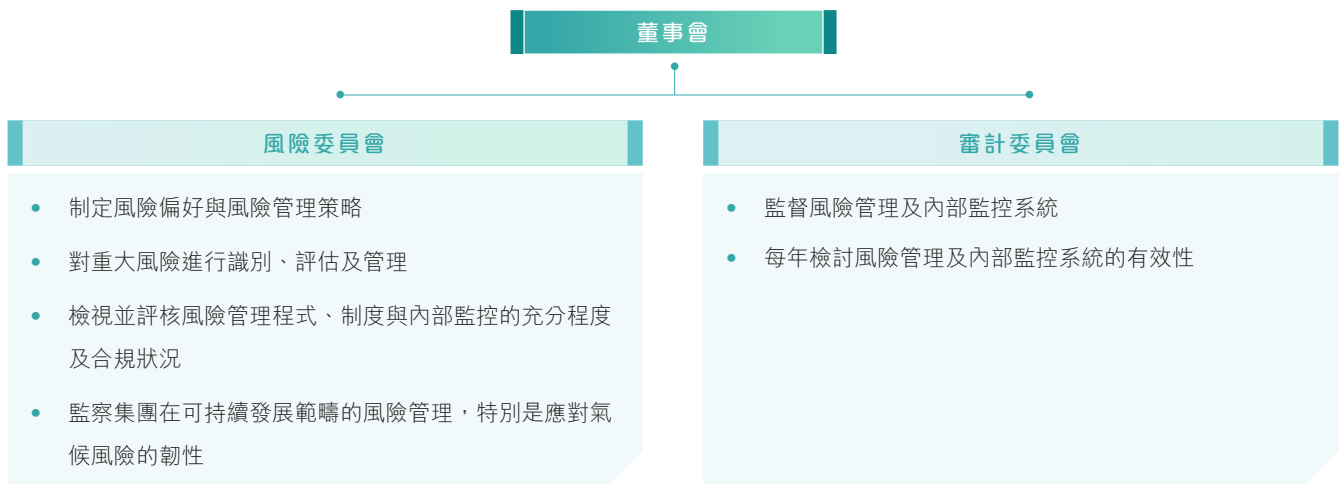 董事會
風險委員會
制定風險偏好與風險管理策略
對重大風險進行識別、評估及管理
檢視並評核風險管理程式、制度與內部監控的充分程度
及合規狀況
監察集團在可持續發展範疇的風險管理，特別是應對氣
候風險的韌性
審計委員會
監督風險管理及內部監控系統
每年檢討風險管理及內部監控系統的有效性